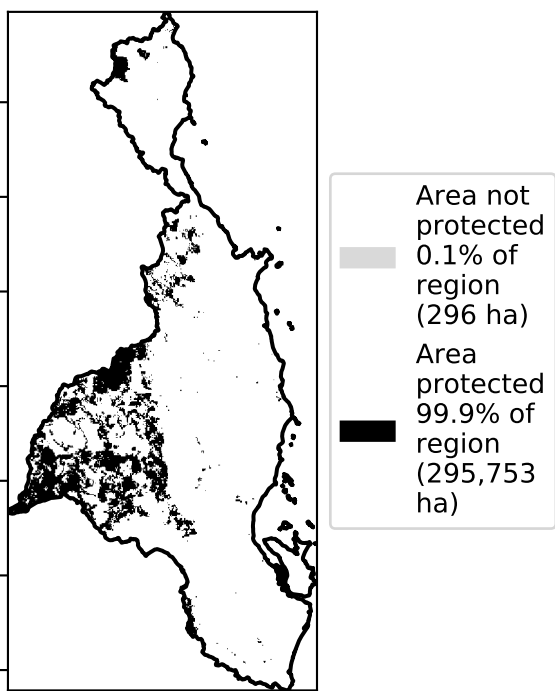 Area not
protected
0.1% of
region
(296 ha)
Area
protected
99.9% of
region
(295,753
ha)